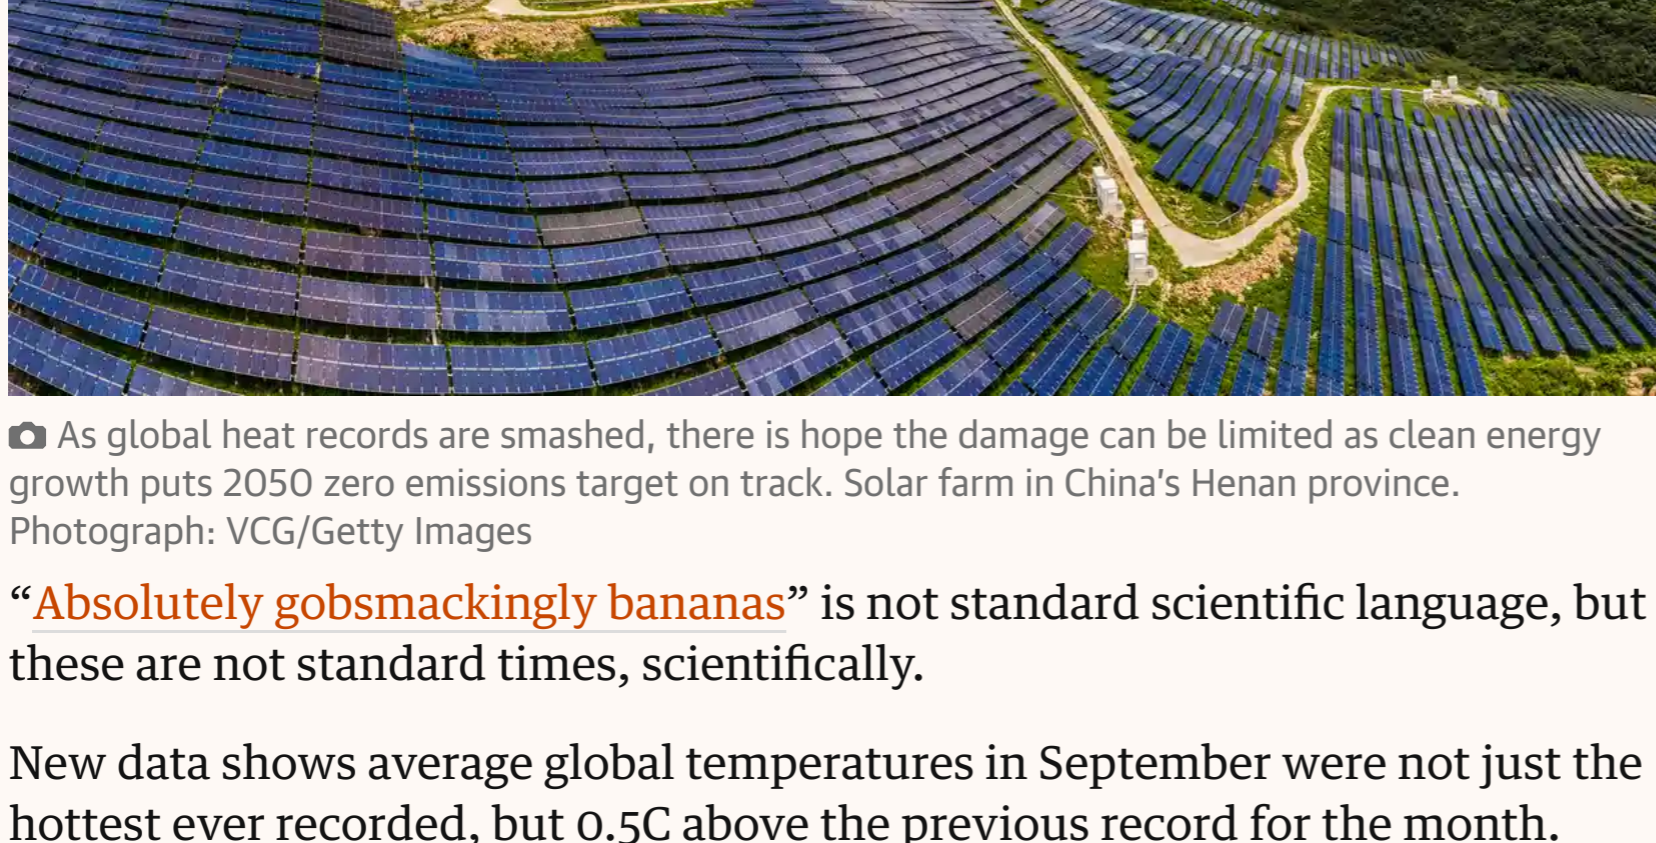 As global heat records are smashed, there is hope the damage can be limited as clean energy
growth puts 2050 zero emissions target on track. Solar farm in China's Henan province.
Photograph: VCG/Getty Images
“Absolutely gobsmackingly bananas” is not standard scientific language, but
these are not standard times, scientifically.
New data shows average global temperatures in September were not just the
hottest ever recorded, but 0.5C above the previous record for the month.